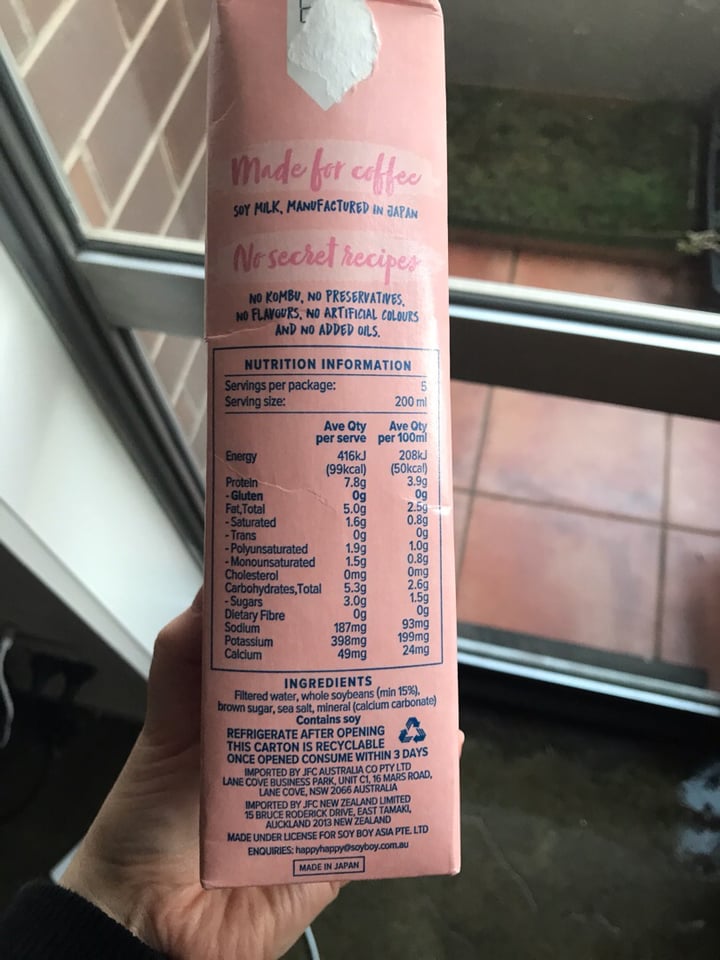 Made for coffee
SOY MILK, MANUFACTURED IN JAPAN
No secret recipes
NO KOMBU, NO PRESERVATIVES,
NO FLAVOURS, NO ARTIFICIAL COLOURS
AND NO ADDED OILS.
NUTRITION INFORMATION
Servings per package: 5
Serving size: 200 ml
Ave Qty Ave Qty
per serve per 100ml
Energy 416kJ 208kJ
(99kcal) (50kcal)
Protein 7.8g 3.9g
- Gluten 0g 0g
Fat,Total 5.0g 2.5g
- Saturated 1.6g 0.8g
- Trans 0g 0g
- Polyunsaturated 1.9g 1.0g
- Monounsaturated 1.5g 0.8g
Cholesterol 0mg 0mg
Carbohydrates,Total 5.3g 2.6g
- Sugars 3.0g 1.5g
Dietary Fibre 0g 0g
Sodium 187mg 93mg
Potassium 398mg 199mg
Calcium 49mg 24mg
INGREDIENTS
Filtered water, whole soybeans (min 15%),
brown sugar, sea salt, mineral (calcium carbonate)
Contains soy
REFRIGERATE AFTER OPENING
THIS CARTON IS RECYCLABLE
ONCE OPENED CONSUME WITHIN 3 DAYS
IMPORTED BY JFC AUSTRALIA CO PTY LTD
LANE COVE BUSINESS PARK, UNIT C1, 16 MARS ROAD,
LANE COVE, NSW 2066 AUSTRALIA
IMPORTED BY JFC NEW ZEALAND LIMITED
15 BRUCE RODERICK DRIVE, EAST TAMAKI,
AUCKLAND 2013 NEW ZEALAND
MADE UNDER LICENSE FOR SOY BOY ASIA PTE. LTD
ENQUIRIES: happyhappy@soyboy.com.au
MADE IN JAPAN